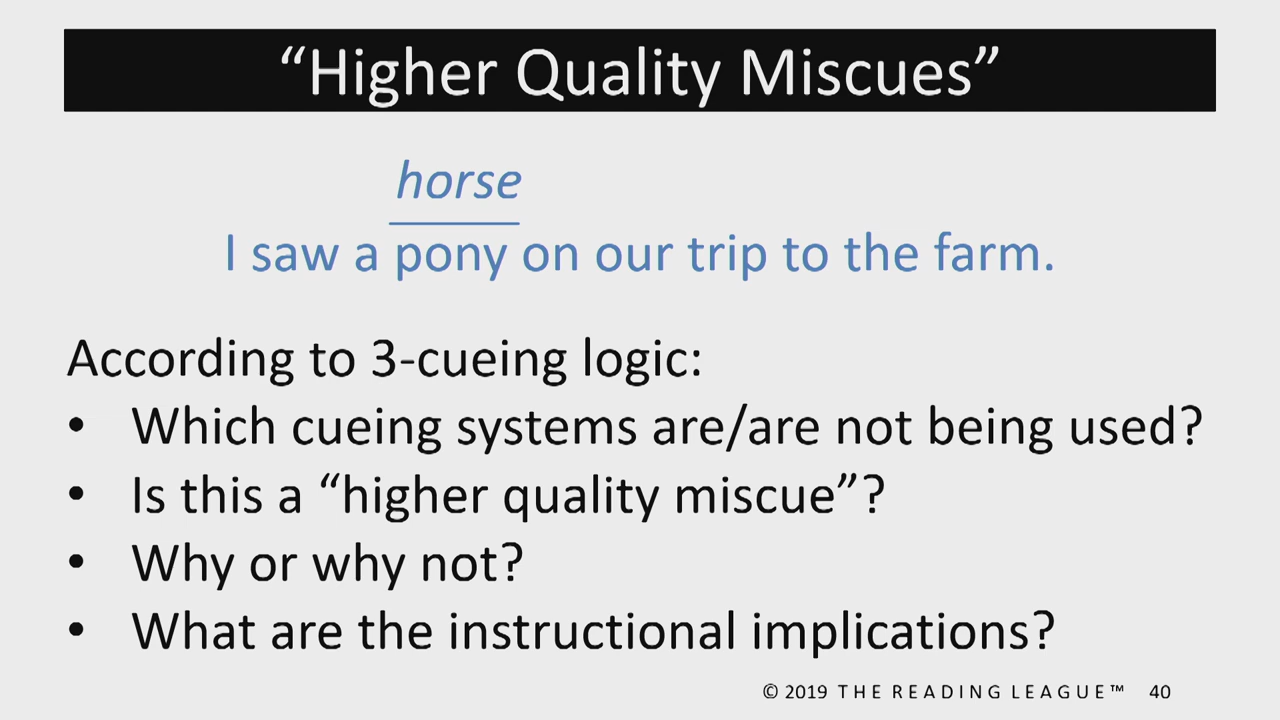 “Higher Quality Miscues”
horse
I saw a pony on our trip to the farm.
According to 3-cueing logic:
• Which cueing systems are/are not being used?
• Is this a “higher quality miscue”?
• Why or why not?
• What are the instructional implications?
© 2019 THE READING LEAGUE™ 40